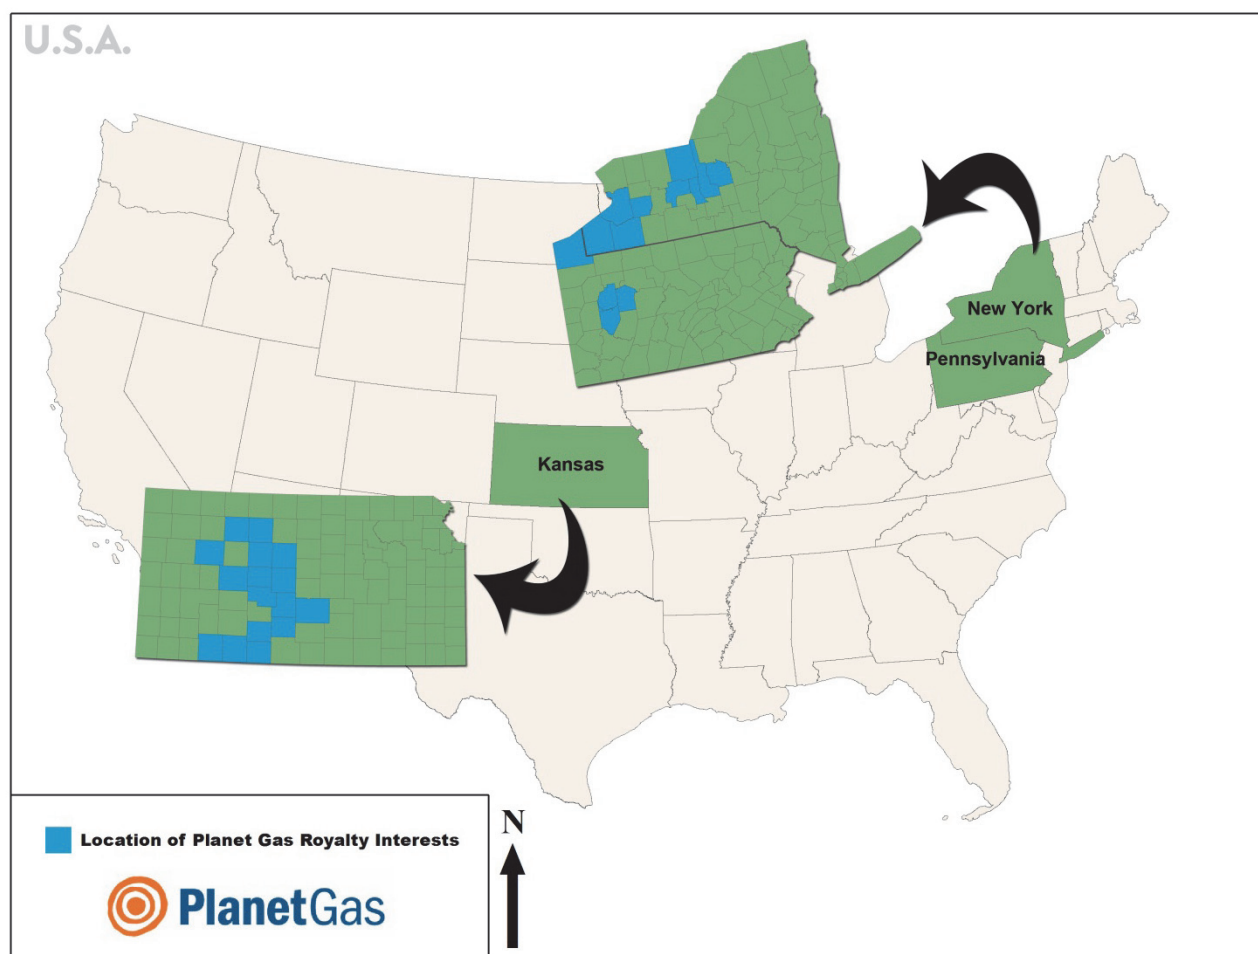 U.S.A.
New York
Pennsylvania
Kansas
Location of Planet Gas Royalty Interests
N
PlanetGas